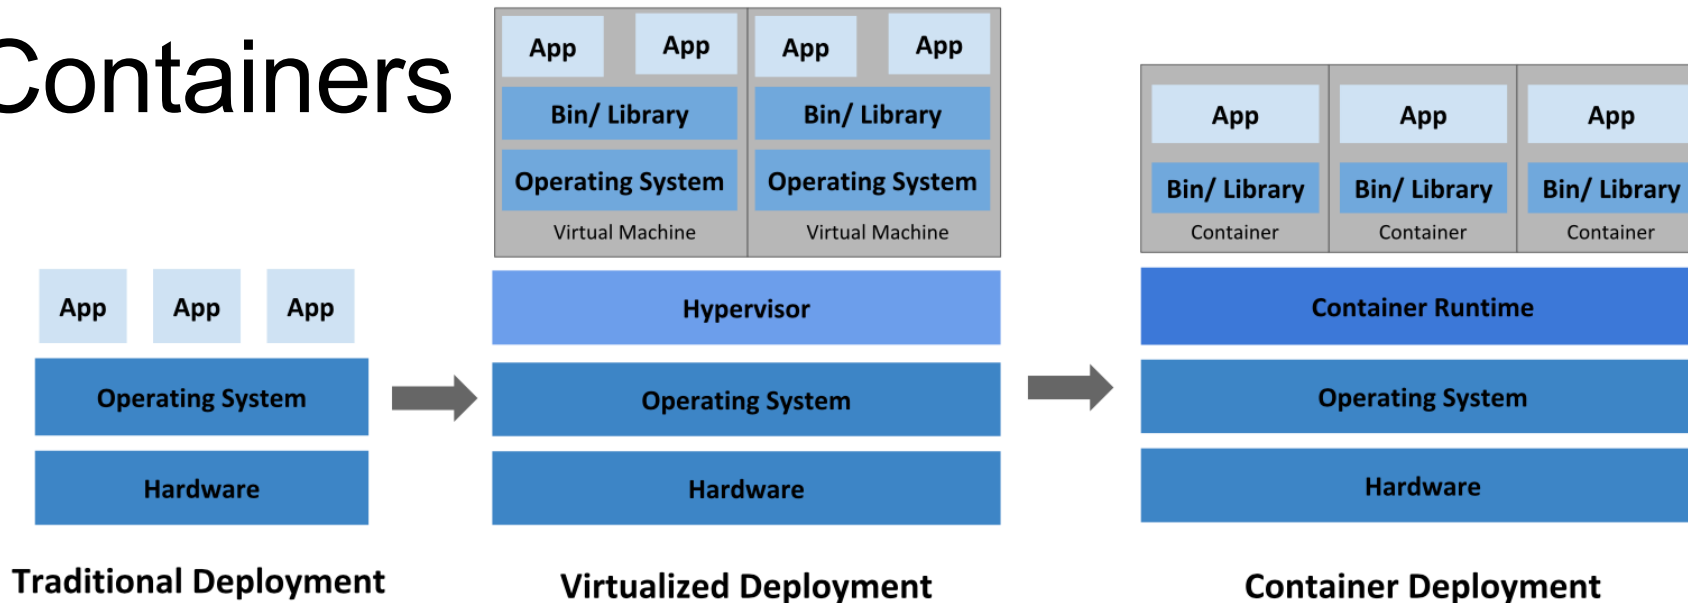 Containers
App
App
App
Operating System
Hardware
Traditional Deployment
App
App
App
App
Bin/ Library
Bin/ Library
Operating System
Operating System
Virtual Machine
Virtual Machine
Hypervisor
Operating System
Hardware
Virtualized Deployment
App
App
App
Bin/ Library
Bin/ Library
Bin/ Library
Container
Container
Container
Container Runtime
Operating System
Hardware
Container Deployment